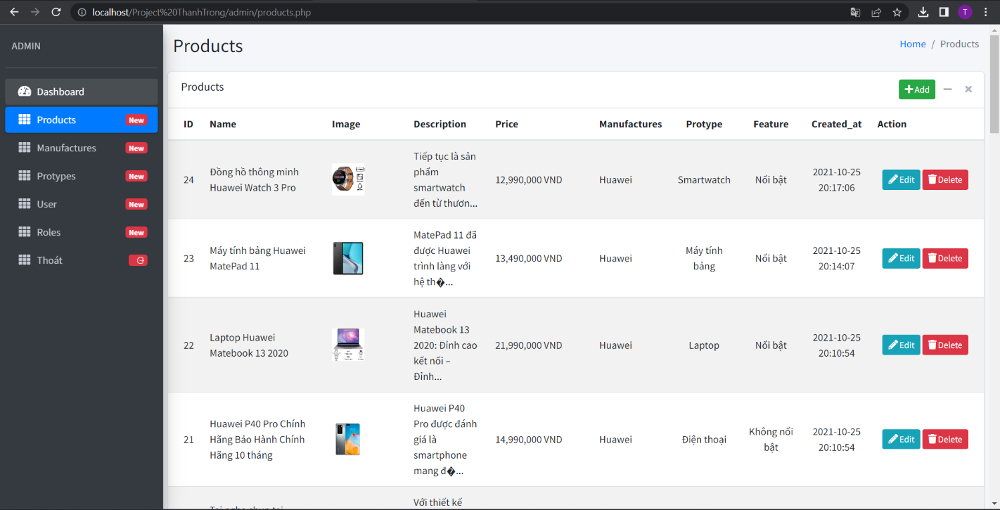 localhost/Project%20ThanhTrong/admin/products.php
T
ADMIN
Dashboard
Products New
Manufactures New
Protypes New
User New
Roles New
Thoát
Products
Home / Products
Products
Add
ID Name Image Description Price Manufactures Protype Feature Created_at Action
24
Đồng hồ thông minh
Huawei Watch 3 Pro
Tiếp tục là sản
phẩm
smartwatch
đến từ thươn...
12,990,000 VND
Huawei
Smartwatch
Nổi bật
2021-10-25
20:17:06
Edit
Delete
23
Máy tính bảng Huawei
MatePad 11
MatePad 11 đã
được Huawei
trình làng với
hệ th�...
13,490,000 VND
Huawei
Máy tính
bảng
Nổi bật
2021-10-25
20:14:07
Edit
Delete
22
Laptop Huawei
Matebook 13 2020
Huawei
Matebook 13
2020: Đỉnh cao
kết nối –
Đỉnh...
21,990,000 VND
Huawei
Laptop
Nổi bật
2021-10-25
20:10:54
Edit
Delete
21
Huawei P40 Pro Chính
Hãng Bảo Hành Chính
Hãng 10 tháng
Huawei P40
Pro được đánh
giá là
smartphone
mang đ�...
14,990,000 VND
Huawei
Điện thoại
Không nổi
bật
2021-10-25
20:10:54
Edit
Delete
Với thiết kế